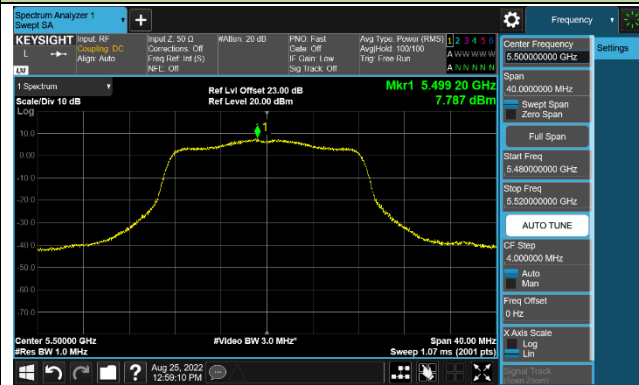 Spectrum Analyzer 1
Swept SA
+
Frequency
KEYSIGHT
L
LXI
Input: RF
Coupling: DC
Align: Auto
Input Z: 50 Ω
Corrections: Off
Freq Ref: Int (S)
NFE: Off
#Atten: 20 dB
PNO: Fast
Gate: Off
IF Gain: Low
Sig Track: Off
Avg Type: Power (RMS)
Avg|Hold: 100/100
Trig: Free Run
1 2 3 4 5 6
A W W W W W
A N N N N N
1 Spectrum
Scale/Div 10 dB
Log
Ref Lvl Offset 23.00 dB
Ref Level 20.00 dBm
Mkr1 5.499 20 GHz
7.787 dBm
1
10.0
0.00
-10.0
-20.0
-30.0
-40.0
-50.0
-60.0
-70.0
Center 5.50000 GHz
#Res BW 1.0 MHz
#Video BW 3.0 MHz*
Span 40.00 MHz
Sweep 1.07 ms (2001 pts)
Aug 25, 2022
12:59:10 PM
?
Center Frequency
5.500000000 GHz
Span
40.0000000 MHz
Swept Span
Zero Span
Full Span
Start Freq
5.480000000 GHz
Stop Freq
5.520000000 GHz
AUTO TUNE
CF Step
4.000000 MHz
Auto
Man
Freq Offset
0 Hz
X Axis Scale
Log
Lin
Signal Track
(Span Zoom)
Settings